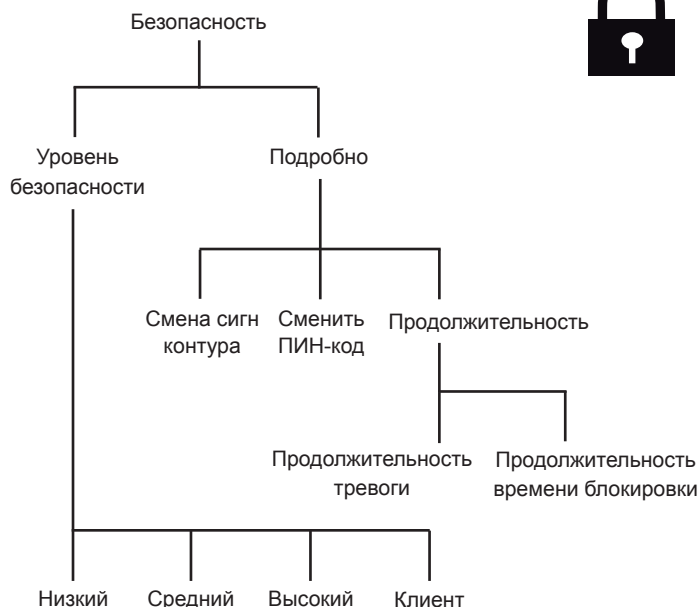 Безопасность
Уровень
безопасности
Подробно
Смена сигн
контура
Сменить
ПИН-код
Продолжительность
Продолжительность
тревоги
Продолжительность
времени блокировки
Низкий
Средний
Высокий
Клиент